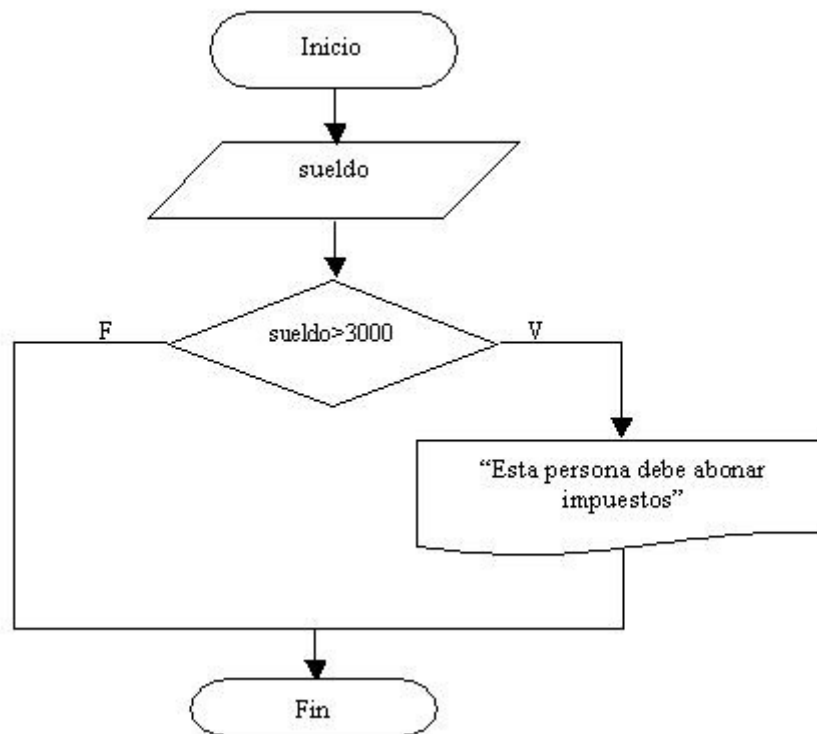 Inicio
sueldo
sueldo>3000
F
V
“Esta persona debe abonar
impuestos”
Fin